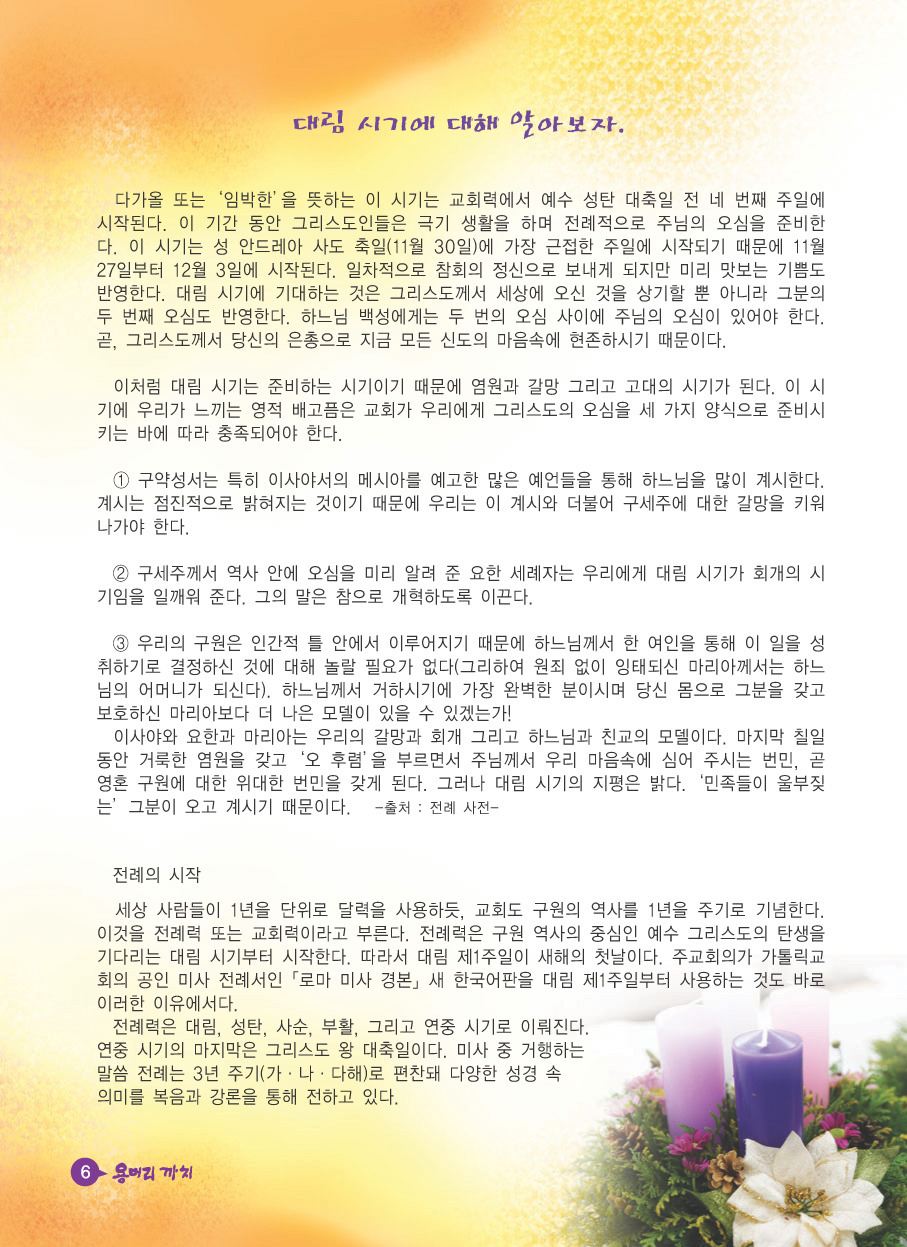 대림 시기에 대해 알아보자.
다가올 또는 ‘임박한’을 뜻하는 이 시기는 교회력에서 예수 성탄 대축일 전 네 번째 주일에
시작된다. 이 기간 동안 그리스도인들은 극기 생활을 하며 전례적으로 주님의 오심을 준비한
다. 이 시기는 성 안드레아 사도 축일(11월 30일)에 가장 근접한 주일에 시작되기 때문에 11월
27일부터 12월 3일에 시작된다. 일차적으로 참회의 정신으로 보내게 되지만 미리 맛보는 기쁨도
반영한다. 대림 시기에 기대하는 것은 그리스도께서 세상에 오신 것을 상기할 뿐 아니라 그분의
두 번째 오심도 반영한다. 하느님 백성에게는 두 번의 오심 사이에 주님의 오심이 있어야 한다.
곧, 그리스도께서 당신의 은총으로 지금 모든 신도의 마음속에 현존하시기 때문이다.
이처럼 대림 시기는 준비하는 시기이기 때문에 염원과 갈망 그리고 고대의 시기가 된다. 이 시
기에 우리가 느끼는 영적 배고픔은 교회가 우리에게 그리스도의 오심을 세 가지 양식으로 준비시
키는 바에 따라 충족되어야 한다.
① 구약성서는 특히 이사야서의 메시아를 예고한 많은 예언들을 통해 하느님을 많이 계시한다.
계시는 점진적으로 밝혀지는 것이기 때문에 우리는 이 계시와 더불어 구세주에 대한 갈망을 키워
나가야 한다.
② 구세주께서 역사 안에 오심을 미리 알려 준 요한 세례자는 우리에게 대림 시기가 회개의 시
기임을 일깨워 준다. 그의 말은 참으로 개혁하도록 이끈다.
③ 우리의 구원은 인간적 틀 안에서 이루어지기 때문에 하느님께서 한 여인을 통해 이 일을 성
취하기로 결정하신 것에 대해 놀랄 필요가 없다(그리하여 원죄 없이 잉태되신 마리아께서는 하느
님의 어머니가 되신다). 하느님께서 거하시기에 가장 완벽한 분이시며 당신 몸으로 그분을 갖고
보호하신 마리아보다 더 나은 모델이 있을 수 있겠는가!
이사야와 요한과 마리아는 우리의 갈망과 회개 그리고 하느님과 친교의 모델이다. 마지막 칠일
동안 거룩한 염원을 갖고 ‘오 후렴’을 부르면서 주님께서 우리 마음속에 심어 주시는 번민, 곧
영혼 구원에 대한 위대한 번민을 갖게 된다. 그러나 대림 시기의 지평은 밝다. ‘민족들이 울부짖
는’ 그분이 오고 계시기 때문이다. -출처 : 전례 사전-
전례의 시작
세상 사람들이 1년을 단위로 달력을 사용하듯, 교회도 구원의 역사를 1년을 주기로 기념한다.
이것을 전례력 또는 교회력이라고 부른다. 전례력은 구원 역사의 중심인 예수 그리스도의 탄생을
기다리는 대림 시기부터 시작한다. 따라서 대림 제1주일이 새해의 첫날이다. 주교회의가 가톨릭교
회의 공인 미사 전례서인 「로마 미사 경본」 새 한국어판을 대림 제1주일부터 사용하는 것도 바로
이러한 이유에서다.
전례력은 대림, 성탄, 사순, 부활, 그리고 연중 시기로 이뤄진다.
연중 시기의 마지막은 그리스도 왕 대축일이다. 미사 중 거행하는
말씀 전례는 3년 주기(가·나·다해)로 편찬돼 다양한 성경 속
의미를 복음과 강론을 통해 전하고 있다.
6 용머리 까치